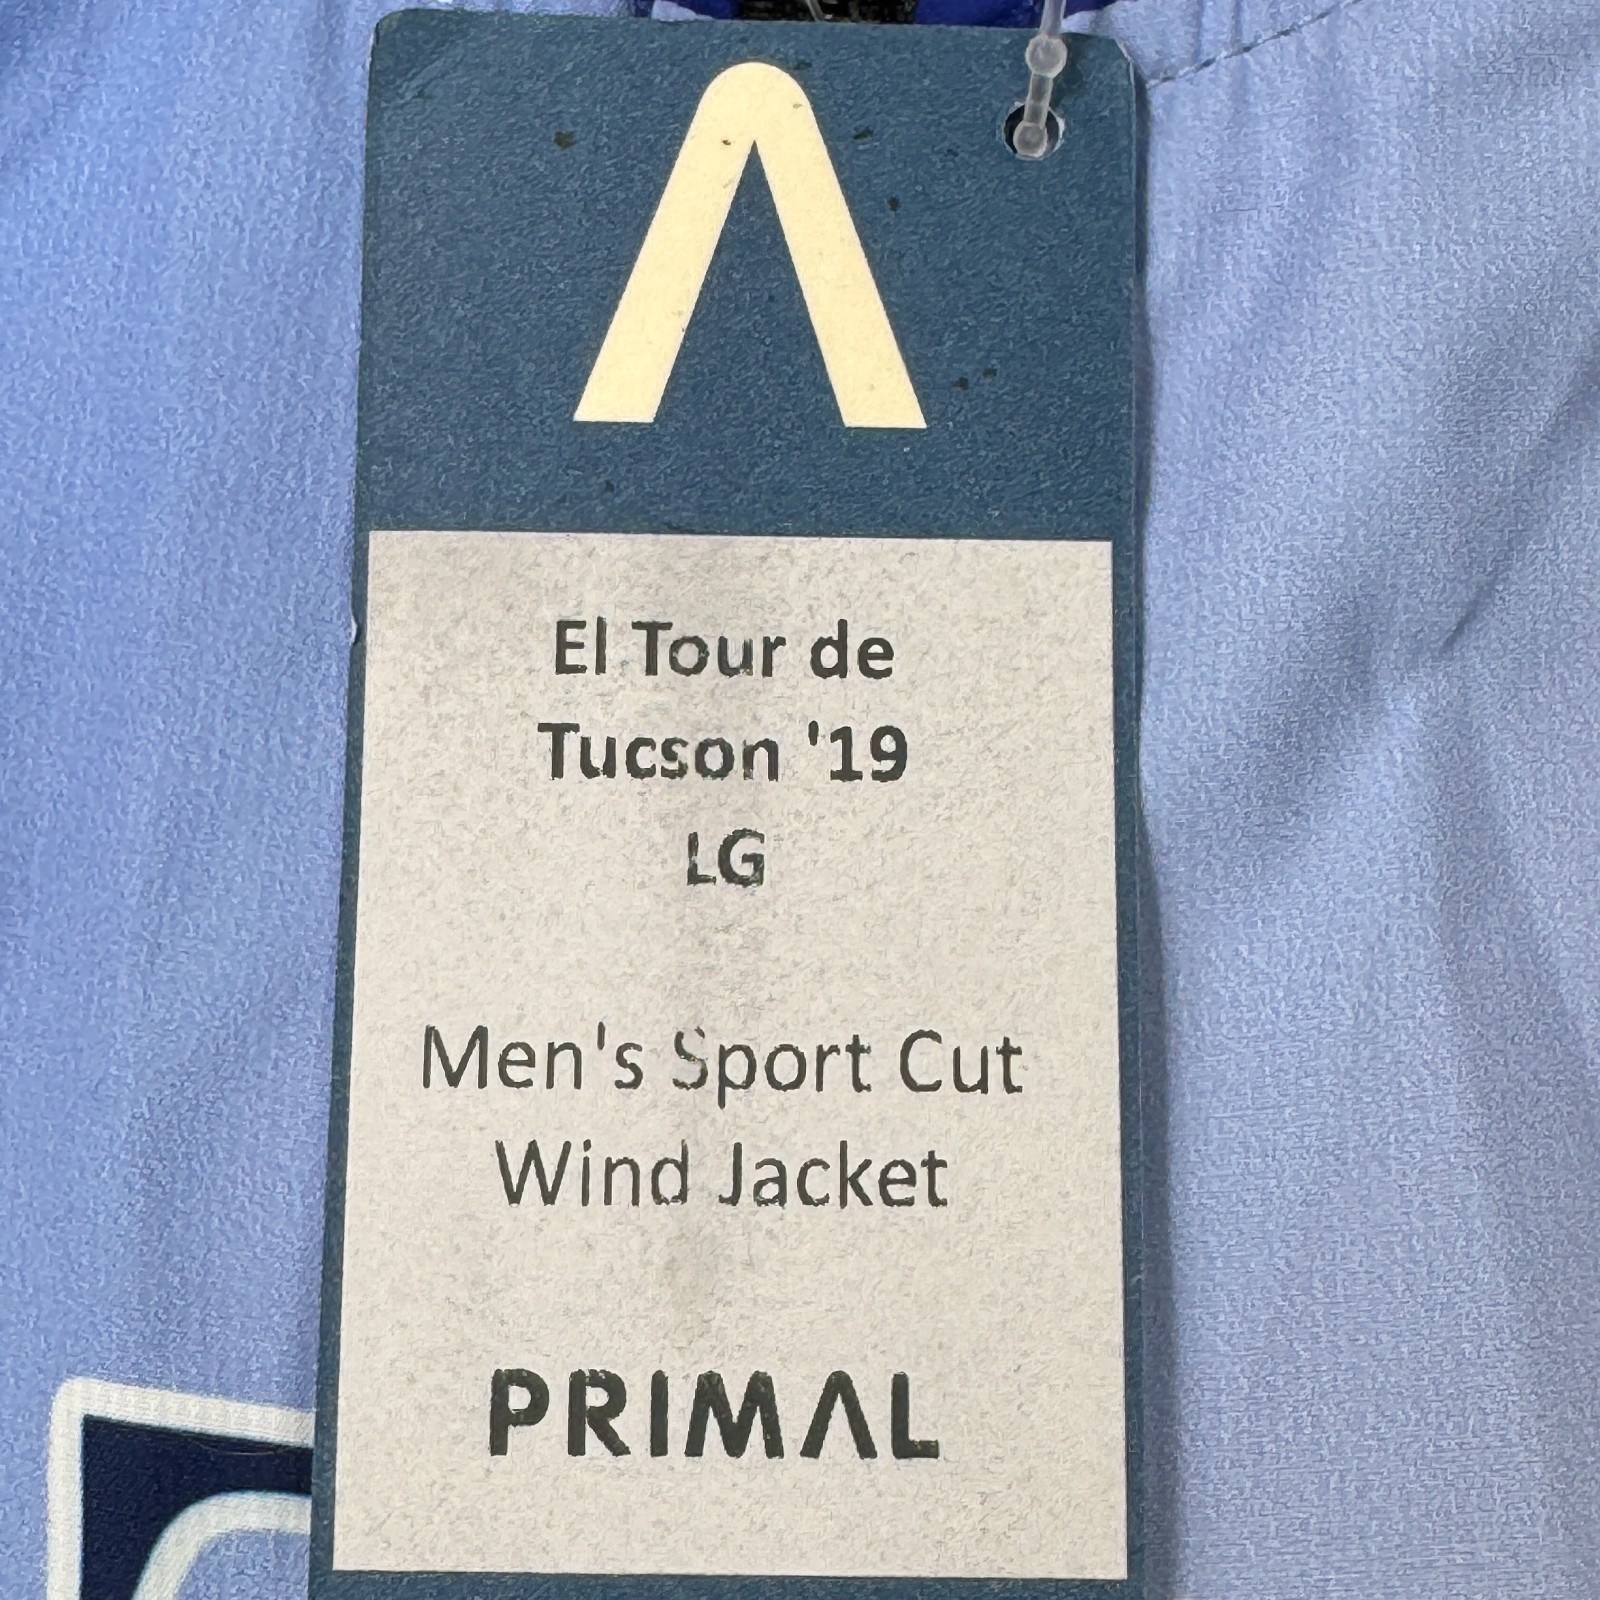 El Tour de
Tucson '19
LG
Men's Sport Cut
Wind Jacket
PRIMAL